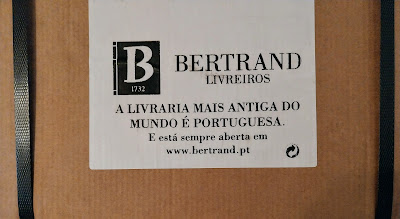 B
1732
BERTRAND
LIVREIROS
A LIVRARIA MAIS ANTIGA DO
MUNDO É PORTUGUESA.
E está sempre aberta em
www.bertrand.pt